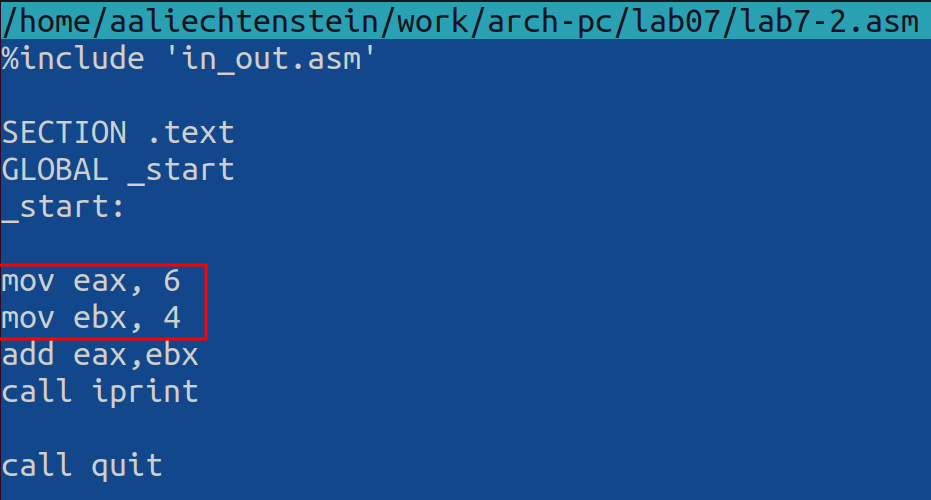 /home/aaliechtenstein/work/arch-pc/lab07/lab7-2.asm
%include 'in_out.asm'
SECTION .text
GLOBAL _start
_start:
mov eax, 6
mov ebx, 4
add eax,ebx
call iprint
call quit